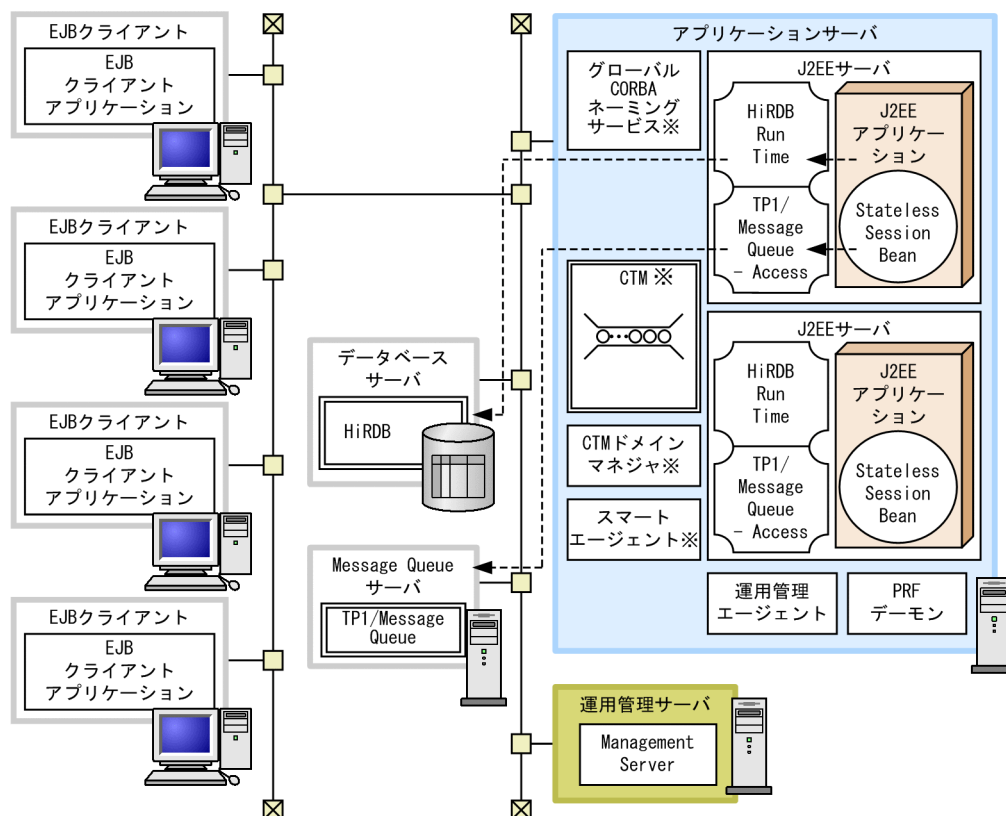 EJBクライアント
EJB
クライアント
アプリケーション
EJBクライアント
EJB
クライアント
アプリケーション
EJBクライアント
EJB
クライアント
アプリケーション
EJBクライアント
EJB
クライアント
アプリケーション
データベース
サーバ
HiRDB
Message Queue
サーバ
TP1/Message
Queue
アプリケーションサーバ
グローバル
CORBA
ネーミング
サービス※
CTM ※
CTMドメイン
マネジャ※
スマート
エージェント※
J2EEサーバ
HiRDB
Run
Time
TP1/
Message
Queue
− Access
J2EE
アプリケー
ション
Stateless
Session
Bean
J2EEサーバ
HiRDB
Run
Time
TP1/
Message
Queue
− Access
J2EE
アプリケー
ション
Stateless
Session
Bean
運用管理
エージェント
PRF
デーモン
運用管理サーバ
Management
Server